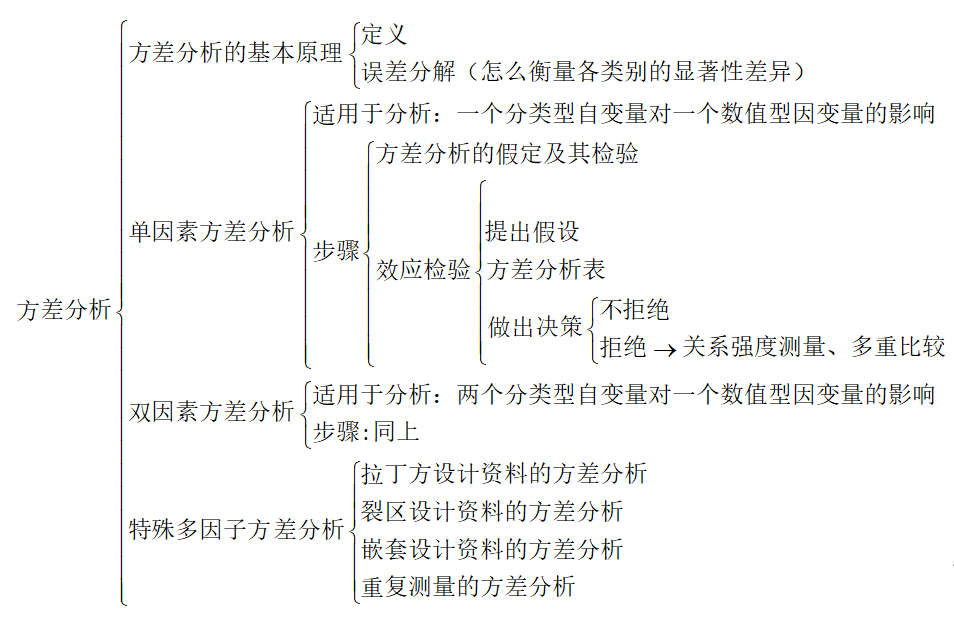 方差分析
方差分析的基本原理
定义
误差分解（怎么衡量各类别的显著性差异）
单因素方差分析
适用于分析：一个分类型自变量对一个数值型因变量的影响
步骤
方差分析的假定及其检验
效应检验
提出假设
方差分析表
做出决策
不拒绝
拒绝→关系强度测量、多重比较
双因素方差分析
适用于分析：两个分类型自变量对一个数值型因变量的影响
步骤:同上
特殊多因子方差分析
拉丁方设计资料的方差分析
裂区设计资料的方差分析
嵌套设计资料的方差分析
重复测量的方差分析